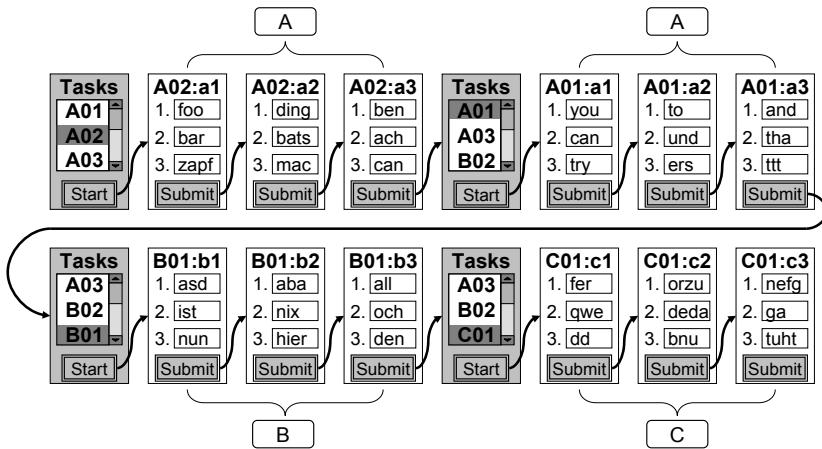 A
A
Tasks
A01
A02
A03
Start
A02:a1
1. foo
2. bar
3. zapf
Submit
A02:a2
1. ding
2. bats
3. mac
Submit
A02:a3
1. ben
2. ach
3. can
Submit
Tasks
A01
A03
B02
Start
A01:a1
1. you
2. can
3. try
Submit
A01:a2
1. to
2. und
3. ers
Submit
A01:a3
1. and
2. tha
3. ttt
Submit
Tasks
A03
B02
B01
Start
B01:b1
1. asd
2. ist
3. nun
Submit
B01:b2
1. aba
2. nix
3. hier
Submit
B01:b3
1. all
2. och
3. den
Submit
Tasks
A03
B02
C01
Start
C01:c1
1. fer
2. qwe
3. dd
Submit
C01:c2
1. orzu
2. deda
3. bnu
Submit
C01:c3
1. nefg
2. ga
3. tuht
Submit
B
C